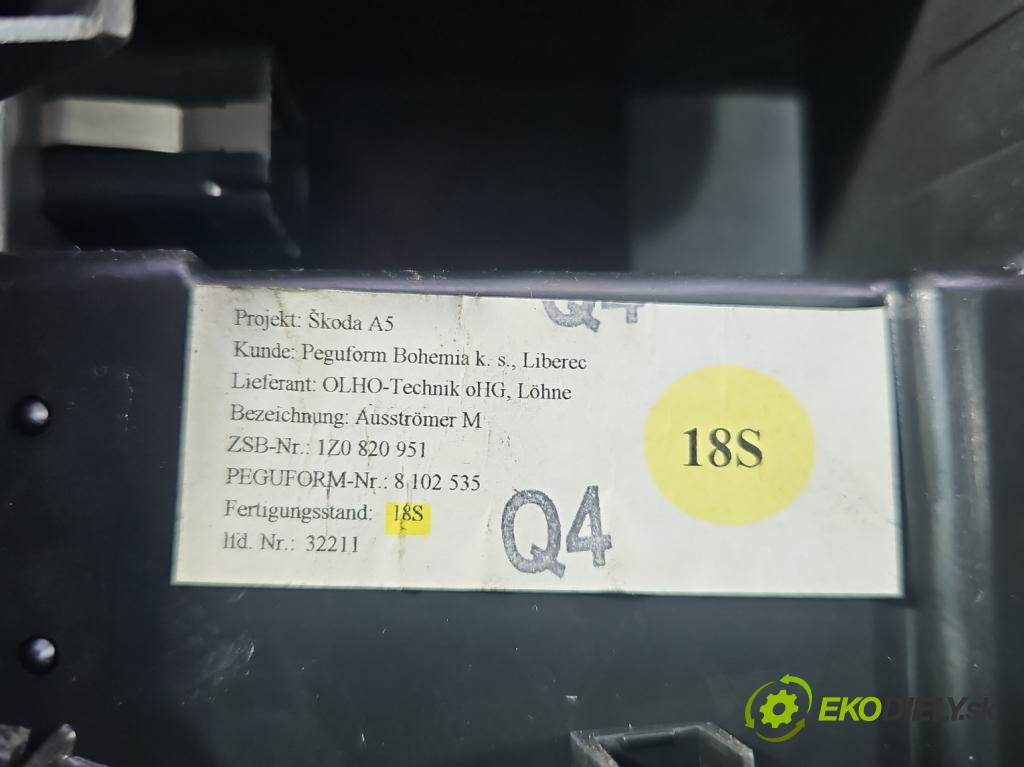 Q4
Projekt: Škoda A5
Kunde: Peguform Bohemia k. s., Liberec
Lieferant: OLHO-Technik oHG, Löhne
Bezeichnung: Ausströmer M
ZSB-Nr.: 1Z0 820 951
PEGUFORM-Nr.: 8 102 535
Fertigungsstand: 18S
lfd. Nr.: 32211
18S
Q4
EKODIELY.sk